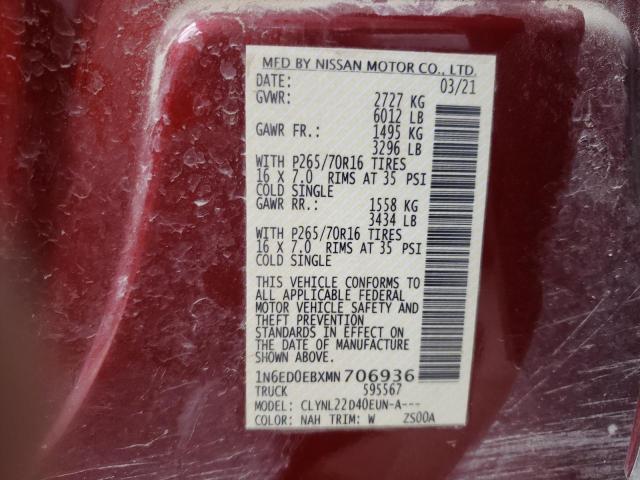 MFD BY NISSAN MOTOR CO., LTD.
DATE: 03/21
GVWR: 2727 KG
6012 LB
GAWR FR.: 1495 KG
3296 LB
WITH P265/70R16 TIRES
16 X 7.0 RIMS AT 35 PSI
COLD SINGLE
GAWR RR.: 1558 KG
3434 LB
WITH P265/70R16 TIRES
16 X 7.0 RIMS AT 35 PSI
COLD SINGLE
THIS VEHICLE CONFORMS TO
ALL APPLICABLE FEDERAL
MOTOR VEHICLE SAFETY AND
THEFT PREVENTION
STANDARDS IN EFFECT ON
THE DATE OF MANUFACTURE
SHOWN ABOVE.
1N6ED0EBXMN706936
TRUCK 595567
MODEL: CLYNL22D40EUN-A---
COLOR: NAH TRIM: W ZS00A